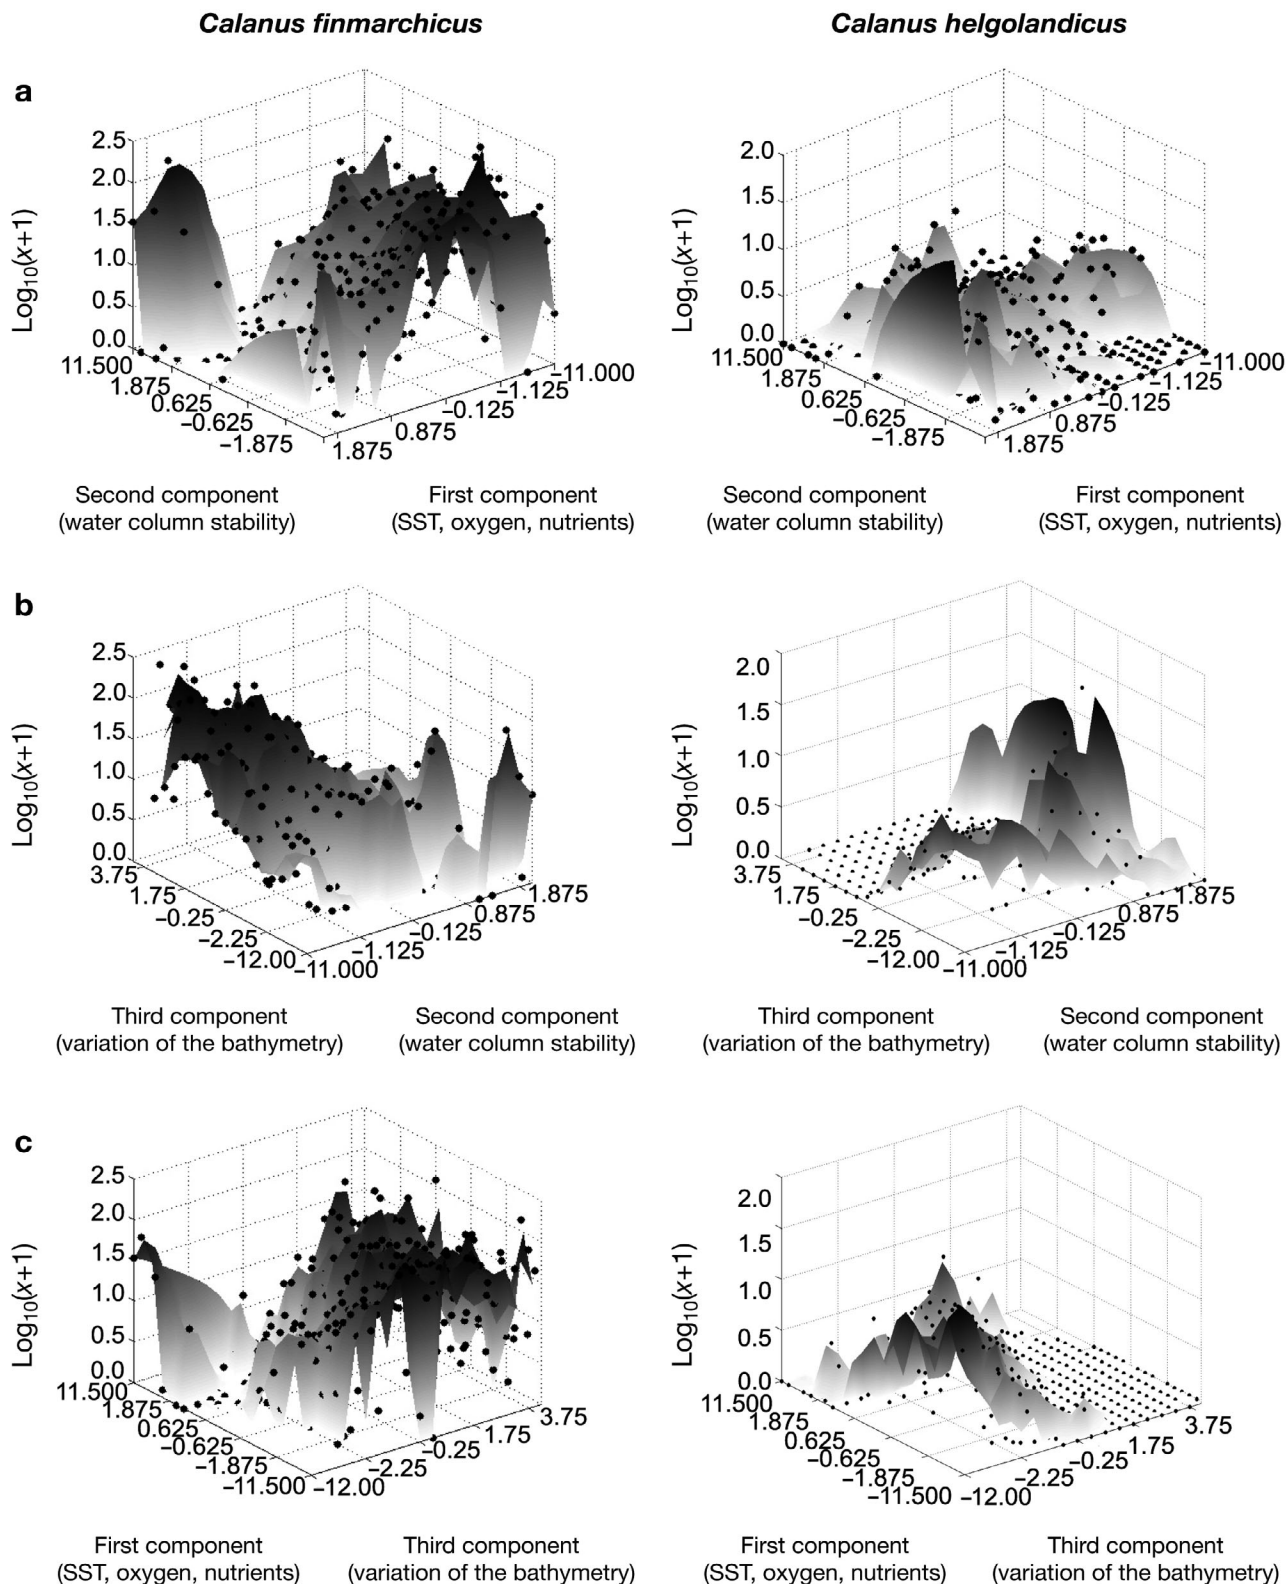 Calanus finmarchicus
Calanus helgolandicus
a
Log10(x+1)
2.5
2.0
1.5
1.0
0.5
0.0
11.500
1.875
0.625
−0.625
−1.875
1.875
0.875
−0.125
−1.125
−11.000
Second component
(water column stability)
First component
(SST, oxygen, nutrients)
Log10(x+1)
2.0
1.5
1.0
0.5
0.0
11.500
1.875
0.625
−0.625
−1.875
1.875
0.875
−0.125
−1.125
−11.000
Second component
(water column stability)
First component
(SST, oxygen, nutrients)
b
Log10(x+1)
2.5
2.0
1.5
1.0
0.5
0.0
3.75
1.75
−0.25
−2.25
−12.00
−11.000
−1.125
−0.125
0.875
1.875
Third component
(variation of the bathymetry)
Second component
(water column stability)
Log10(x+1)
2.0
1.5
1.0
0.5
0.0
3.75
1.75
−0.25
−2.25
−12.00
−11.000
−1.125
−0.125
0.875
1.875
Third component
(variation of the bathymetry)
Second component
(water column stability)
c
Log10(x+1)
2.5
2.0
1.5
1.0
0.5
0.0
11.500
1.875
0.625
−0.625
−1.875
−11.500
−12.00
−2.25
−0.25
1.75
3.75
First component
(SST, oxygen, nutrients)
Third component
(variation of the bathymetry)
Log10(x+1)
2.0
1.5
1.0
0.5
0.0
11.500
1.875
0.625
−0.625
−1.875
−11.500
−12.00
−2.25
−0.25
1.75
3.75
First component
(SST, oxygen, nutrients)
Third component
(variation of the bathymetry)